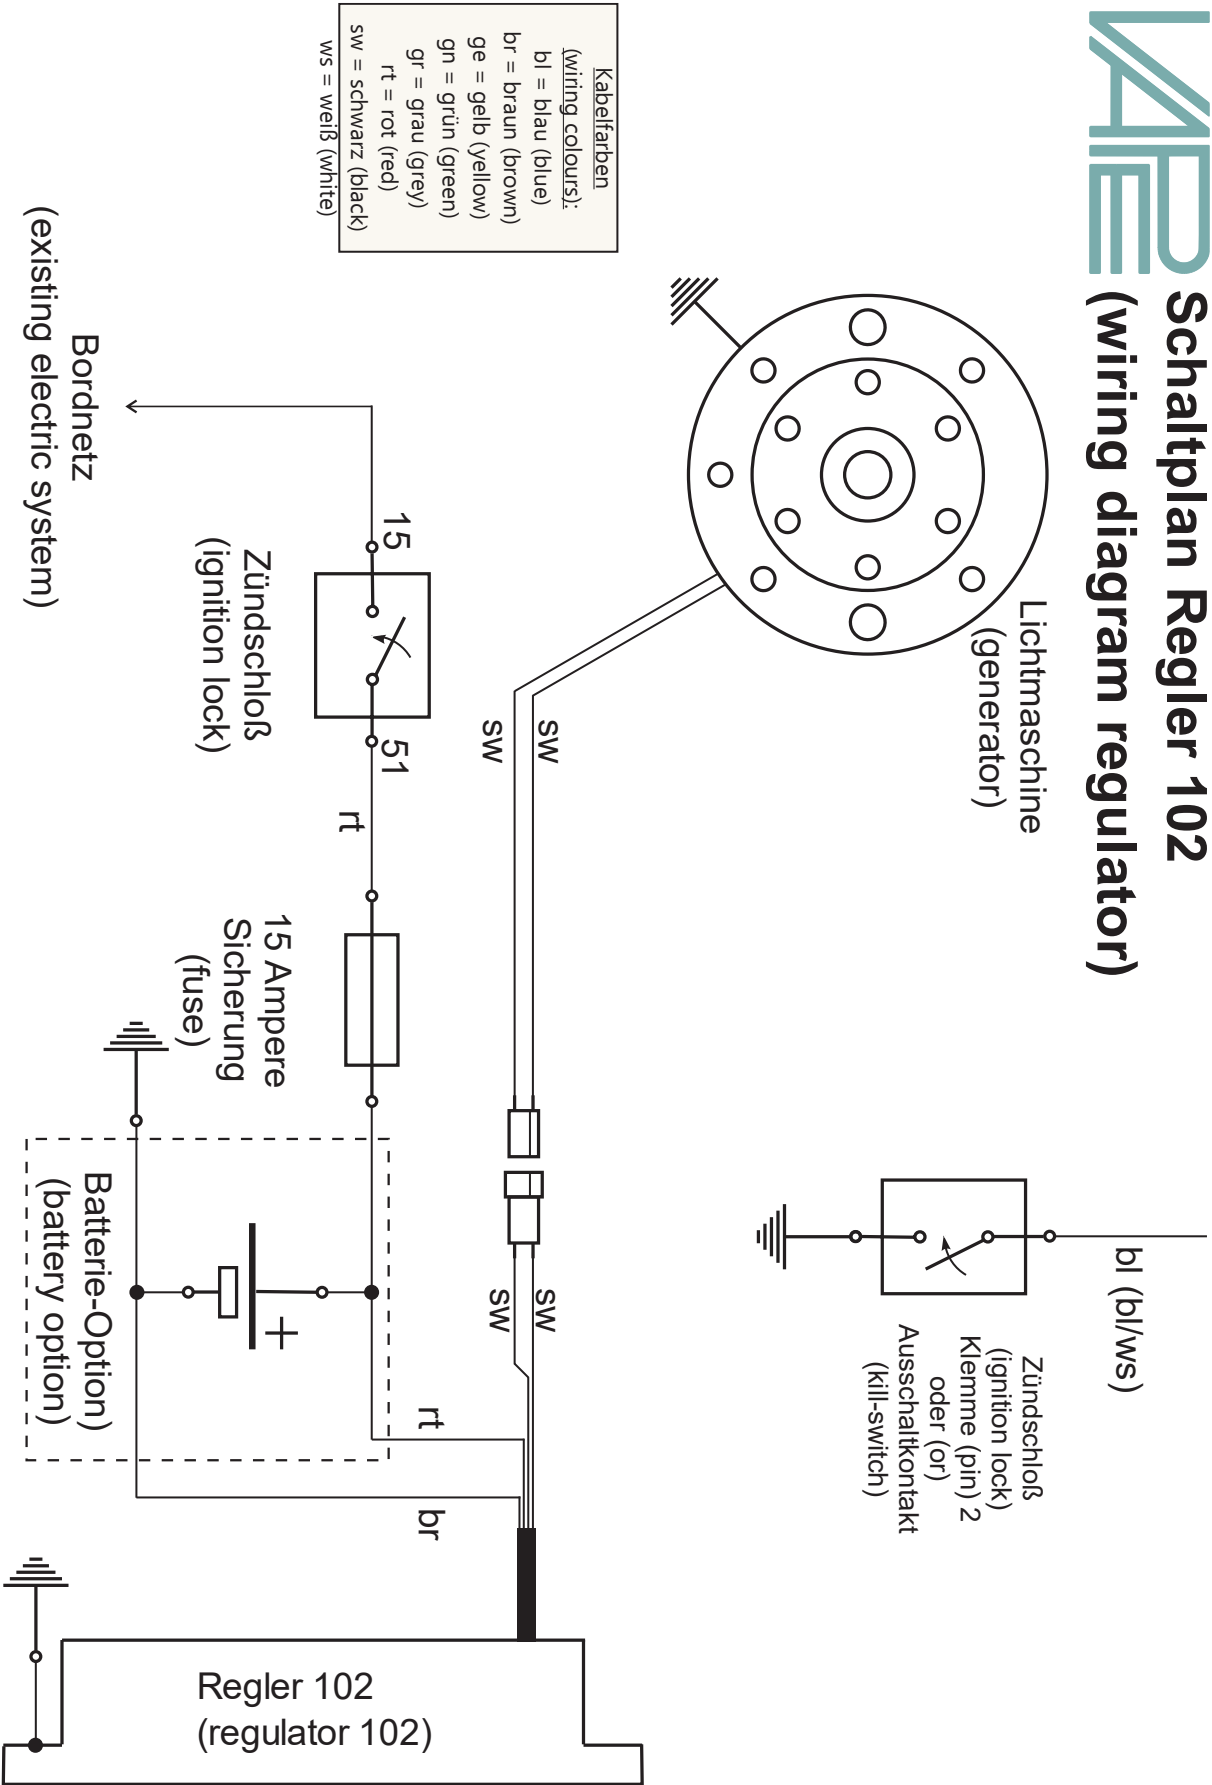 VAPE
Schaltplan Regler 102
(wiring diagram regulator)
Kabelfarben
(wiring colours):
bl = blau (blue)
br = braun (brown)
ge = gelb (yellow)
gn = grün (green)
gr = grau (grey)
rt = rot (red)
sw = schwarz (black)
ws = weiß (white)
Lichtmaschine
(generator)
bl (bl/ws)
Zündschloß
(ignition lock)
Klemme (pin) 2
oder (or)
Ausschaltkontakt
(kill-switch)
sw
sw
sw
sw
15
51
Zündschloß
(ignition lock)
rt
15 Ampere
Sicherung
(fuse)
Bordnetz
(existing electric system)
+
Batterie-Option)
(battery option)
rt
br
Regler 102
(regulator 102)